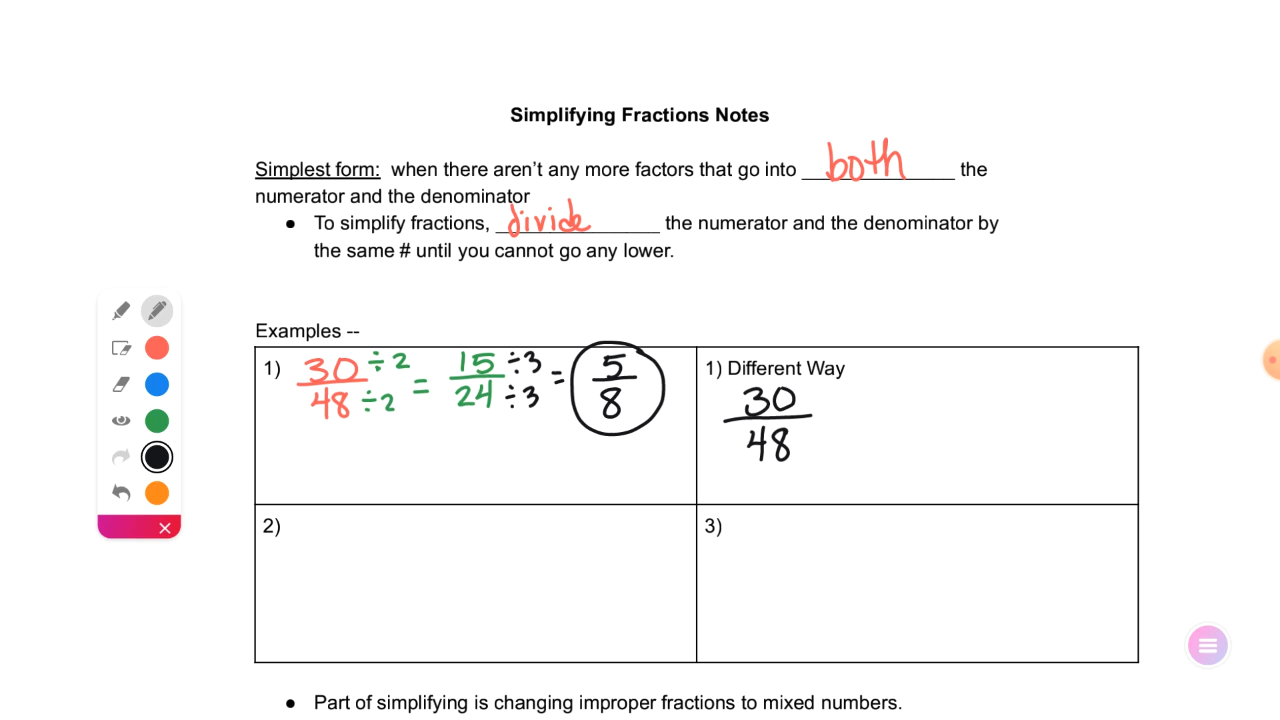 Simplifying Fractions Notes
Simplest form: when there aren't any more factors that go into both the
numerator and the denominator
● To simplify fractions, divide the numerator and the denominator by
the same # until you cannot go any lower.
Examples --
1) 30/48 ÷2/÷2 = 15/24 ÷3/÷3 = 5/8
1) Different Way
30/48
2)
3)
● Part of simplifying is changing improper fractions to mixed numbers.